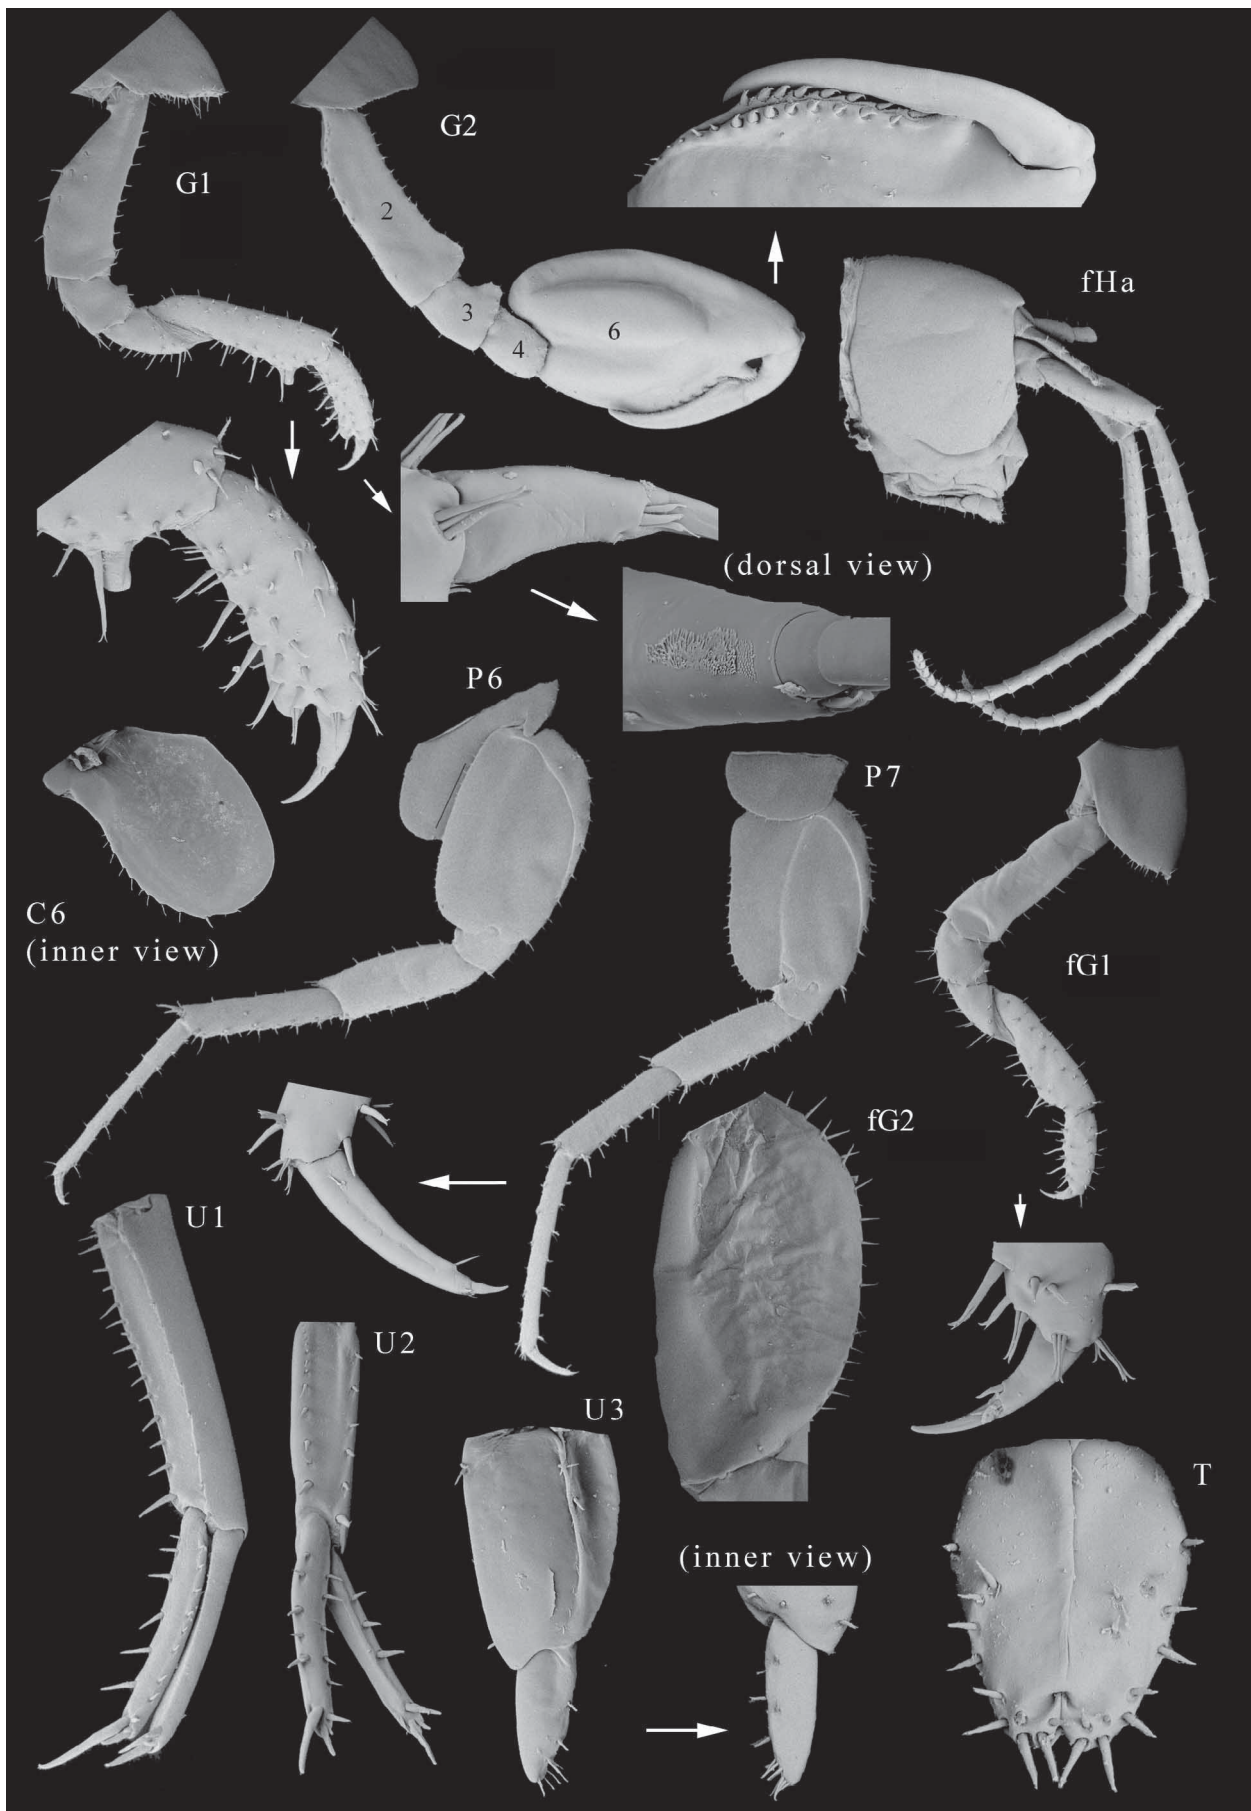 G1
G2
2
3
4
6
fHa
(dorsal view)
P6
P7
C6
(inner view)
fG1
fG2
U1
U2
U3
(inner view)
T